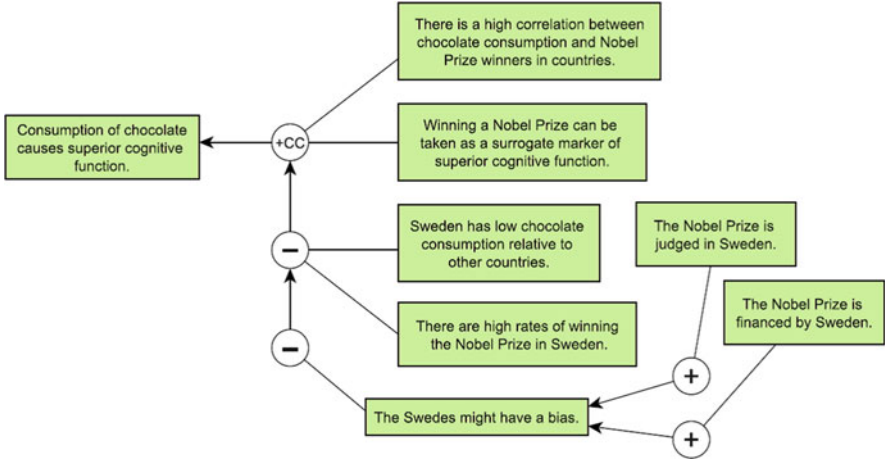 There is a high correlation between
chocolate consumption and Nobel
Prize winners in countries.
Consumption of chocolate
causes superior cognitive
function.
+CC
Winning a Nobel Prize can be
taken as a surrogate marker of
superior cognitive function.
Sweden has low chocolate
consumption relative to
other countries.
The Nobel Prize is
judged in Sweden.
−
There are high rates of winning
the Nobel Prize in Sweden.
The Nobel Prize is
financed by Sweden.
−
+
The Swedes might have a bias.
+